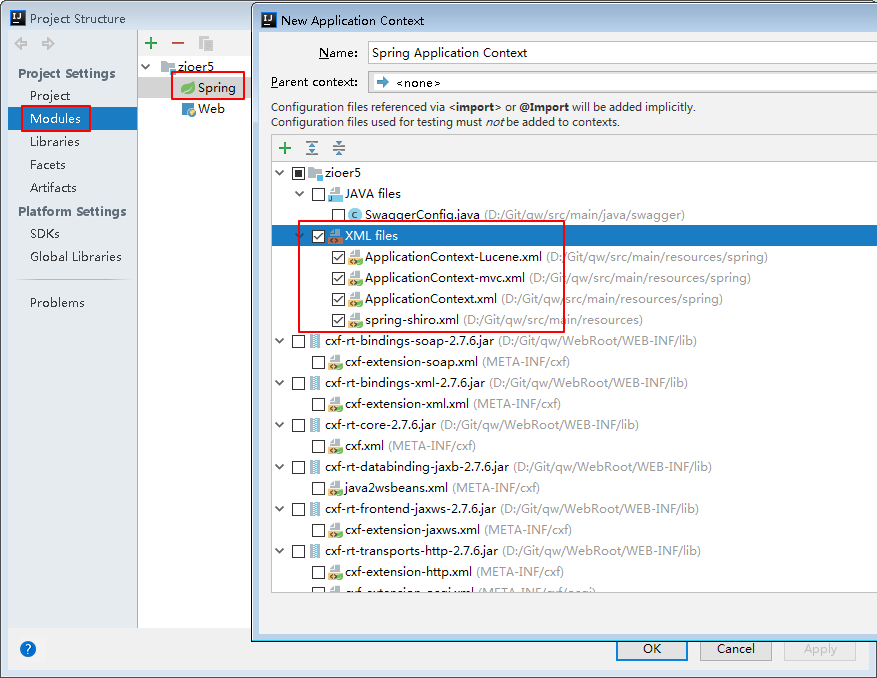 Project Structure
Project Settings
Project
Modules
Libraries
Facets
Artifacts
Platform Settings
SDKs
Global Libraries
Problems
zioer5
Spring
Web
New Application Context
Name: Spring Application Context
Parent context: <none>
Configuration files referenced via <import> or @Import will be added implicitly.
Configuration files used for testing must not be added to contexts.
zioer5
JAVA files
SwaggerConfig.java (D:/Git/qw/src/main/java/swagger)
XML files
ApplicationContext-Lucene.xml (D:/Git/qw/src/main/resources/spring)
ApplicationContext-mvc.xml (D:/Git/qw/src/main/resources/spring)
ApplicationContext.xml (D:/Git/qw/src/main/resources/spring)
spring-shiro.xml (D:/Git/qw/src/main/resources)
cxf-rt-bindings-soap-2.7.6.jar (D:/Git/qw/WebRoot/WEB-INF/lib)
cxf-extension-soap.xml (META-INF/cxf)
cxf-rt-bindings-xml-2.7.6.jar (D:/Git/qw/WebRoot/WEB-INF/lib)
cxf-extension-xml.xml (META-INF/cxf)
cxf-rt-core-2.7.6.jar (D:/Git/qw/WebRoot/WEB-INF/lib)
cxf.xml (META-INF/cxf)
cxf-rt-databinding-jaxb-2.7.6.jar (D:/Git/qw/WebRoot/WEB-INF/lib)
java2wsbeans.xml (META-INF/cxf)
cxf-rt-frontend-jaxws-2.7.6.jar (D:/Git/qw/WebRoot/WEB-INF/lib)
cxf-extension-jaxws.xml (META-INF/cxf)
cxf-rt-transports-http-2.7.6.jar (D:/Git/qw/WebRoot/WEB-INF/lib)
cxf-extension-http.xml (META-INF/cxf)
OK
Cancel
Apply